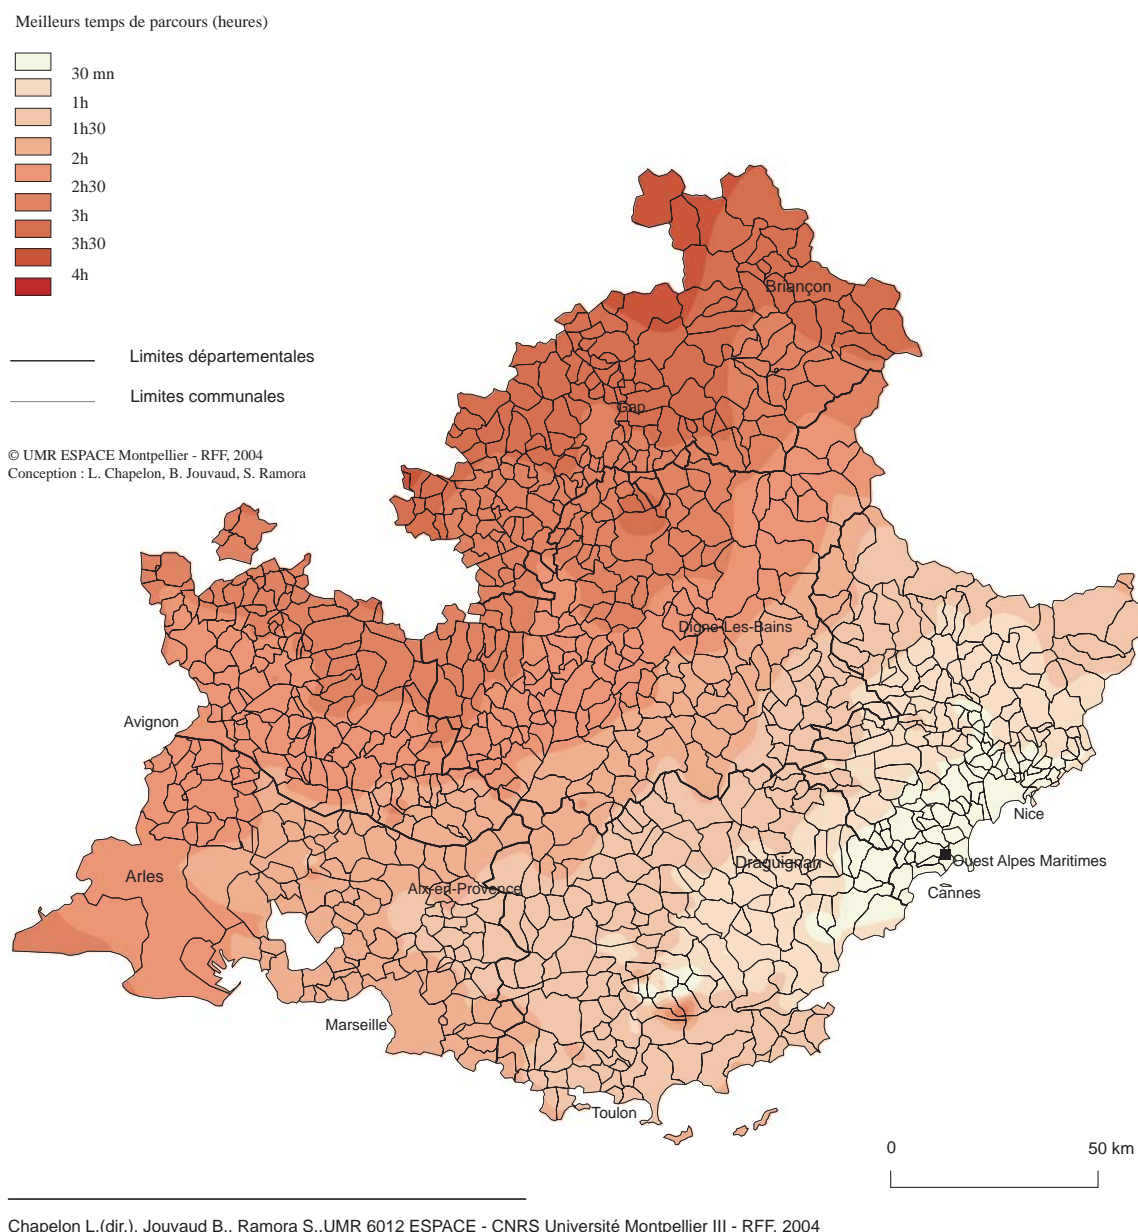 Meilleurs temps de parcours (heures)
30 mn
1h
1h30
2h
2h30
3h
3h30
4h
Limites départementales
Limites communales
© UMR ESPACE Montpellier - RFF, 2004
Conception : L. Chapelon, B. Jouvaud, S. Ramora
Briançon
Gap
Digne-Les-Bains
Avignon
Nice
Draguignan
Ouest Alpes Maritimes
Arles
Aix-en-Provence
Cannes
Marseille
Toulon
0 50 km
Chapelon L.(dir.), Jouvaud B., Ramora S.,UMR 6012 ESPACE - CNRS Université Montpellier III - RFF, 2004